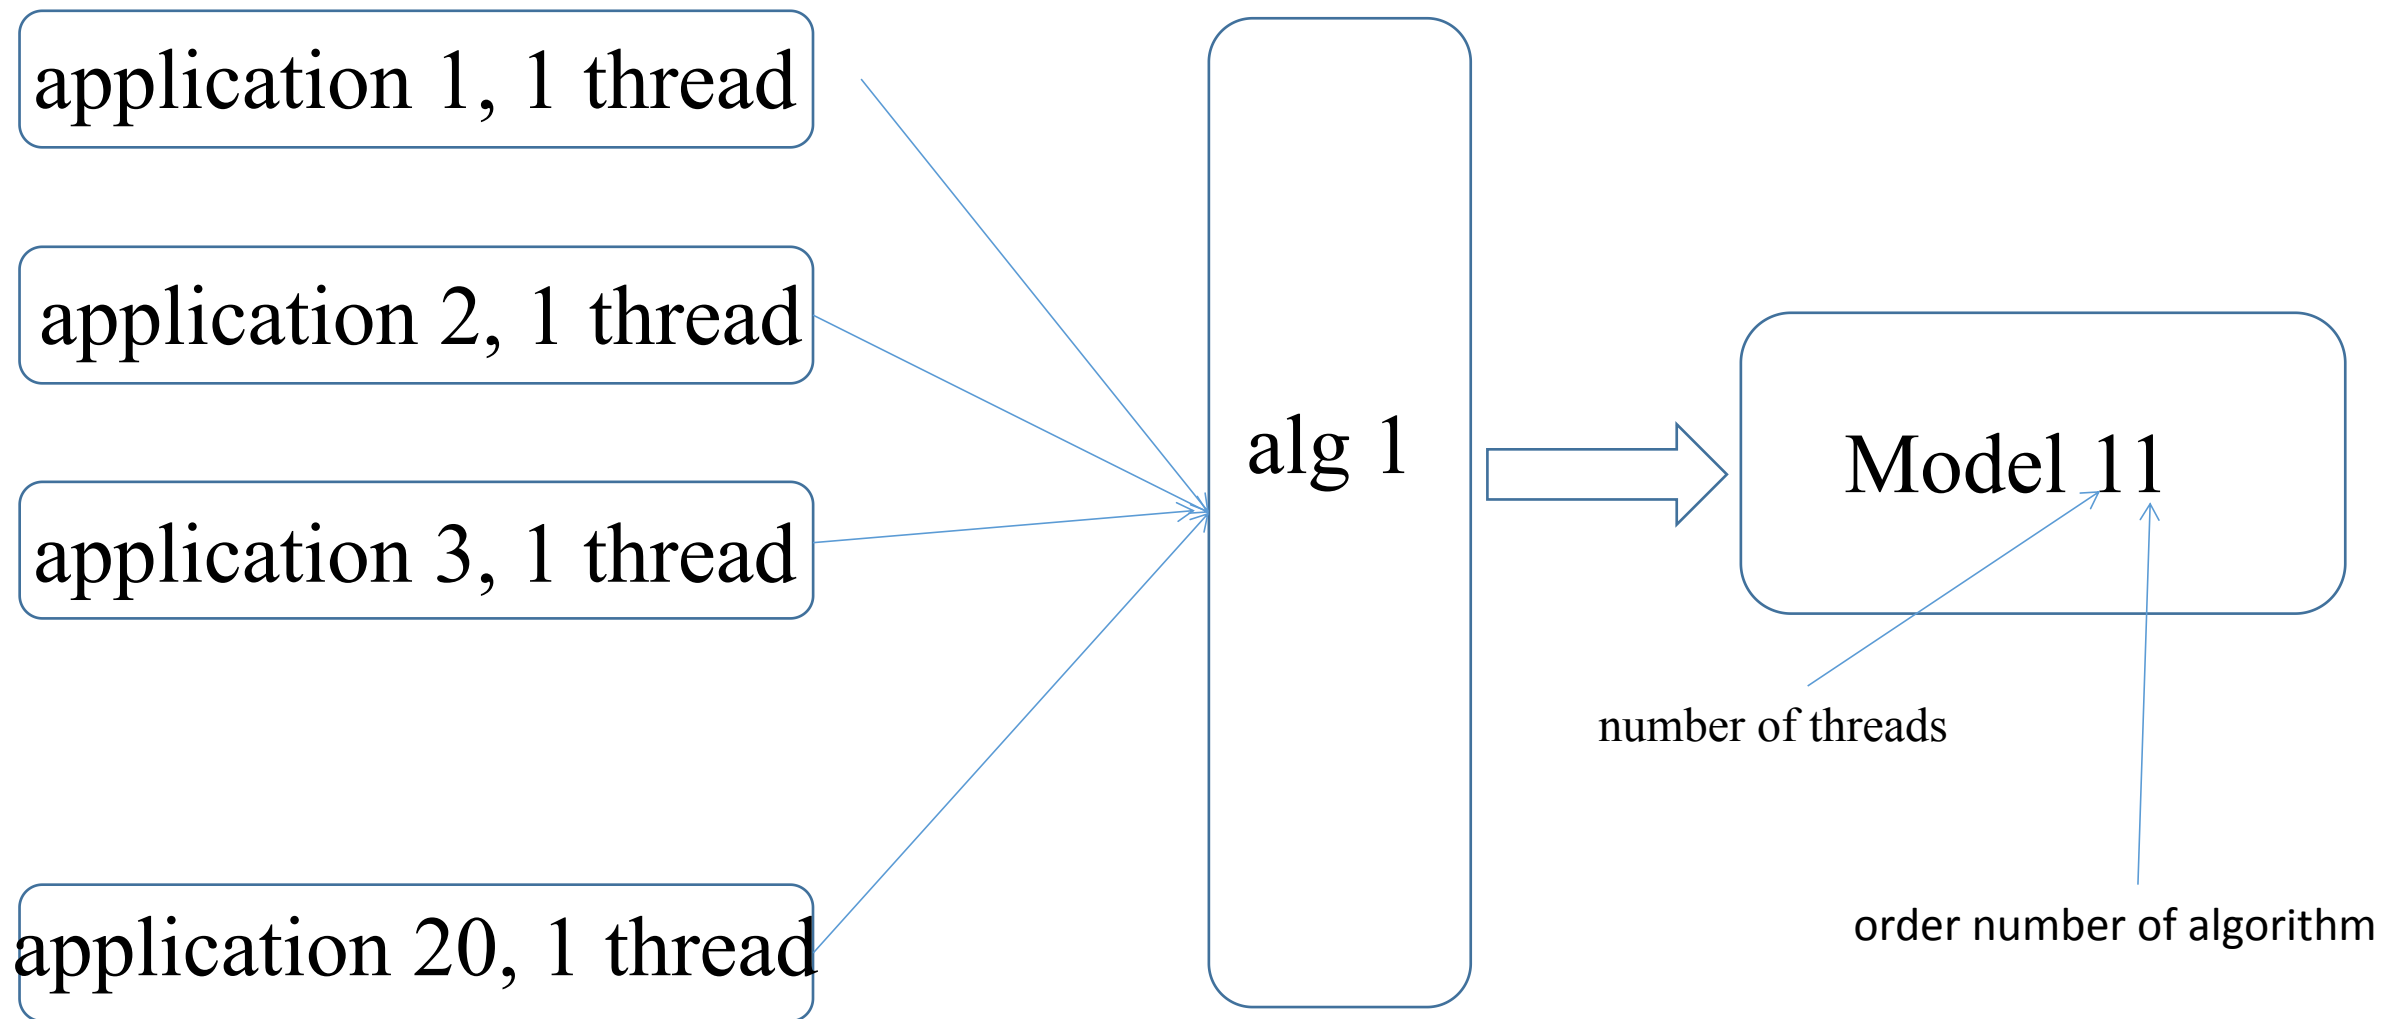 application 1, 1 thread
application 2, 1 thread
application 3, 1 thread
application 20, 1 thread
alg 1
Model 11
number of threads
order number of algorithm